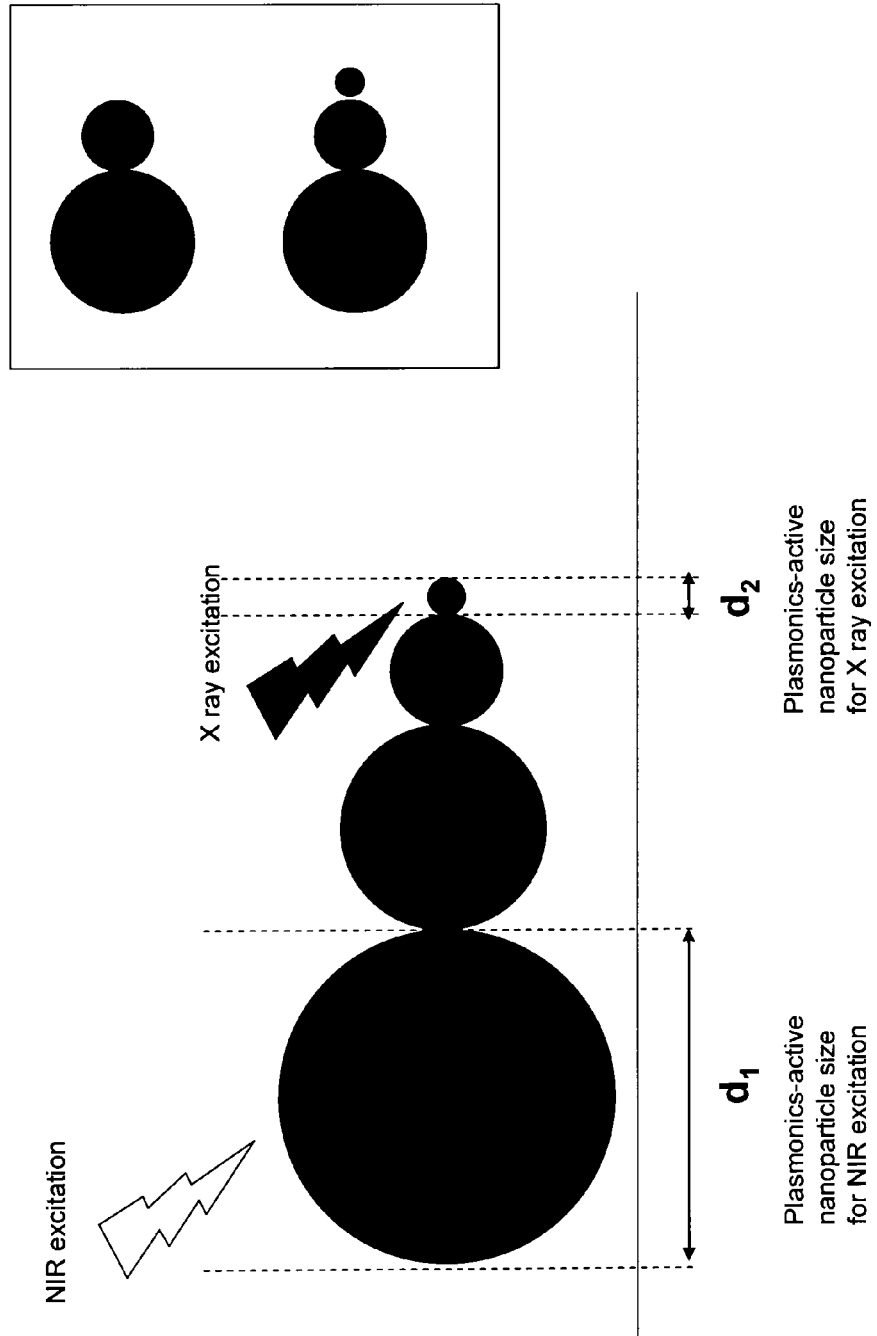 NIR excitation
X ray excitation
d₁
d₂
Plasmonics-active
nanoparticle size
for NIR excitation
Plasmonics-active
nanoparticle size
for X ray excitation